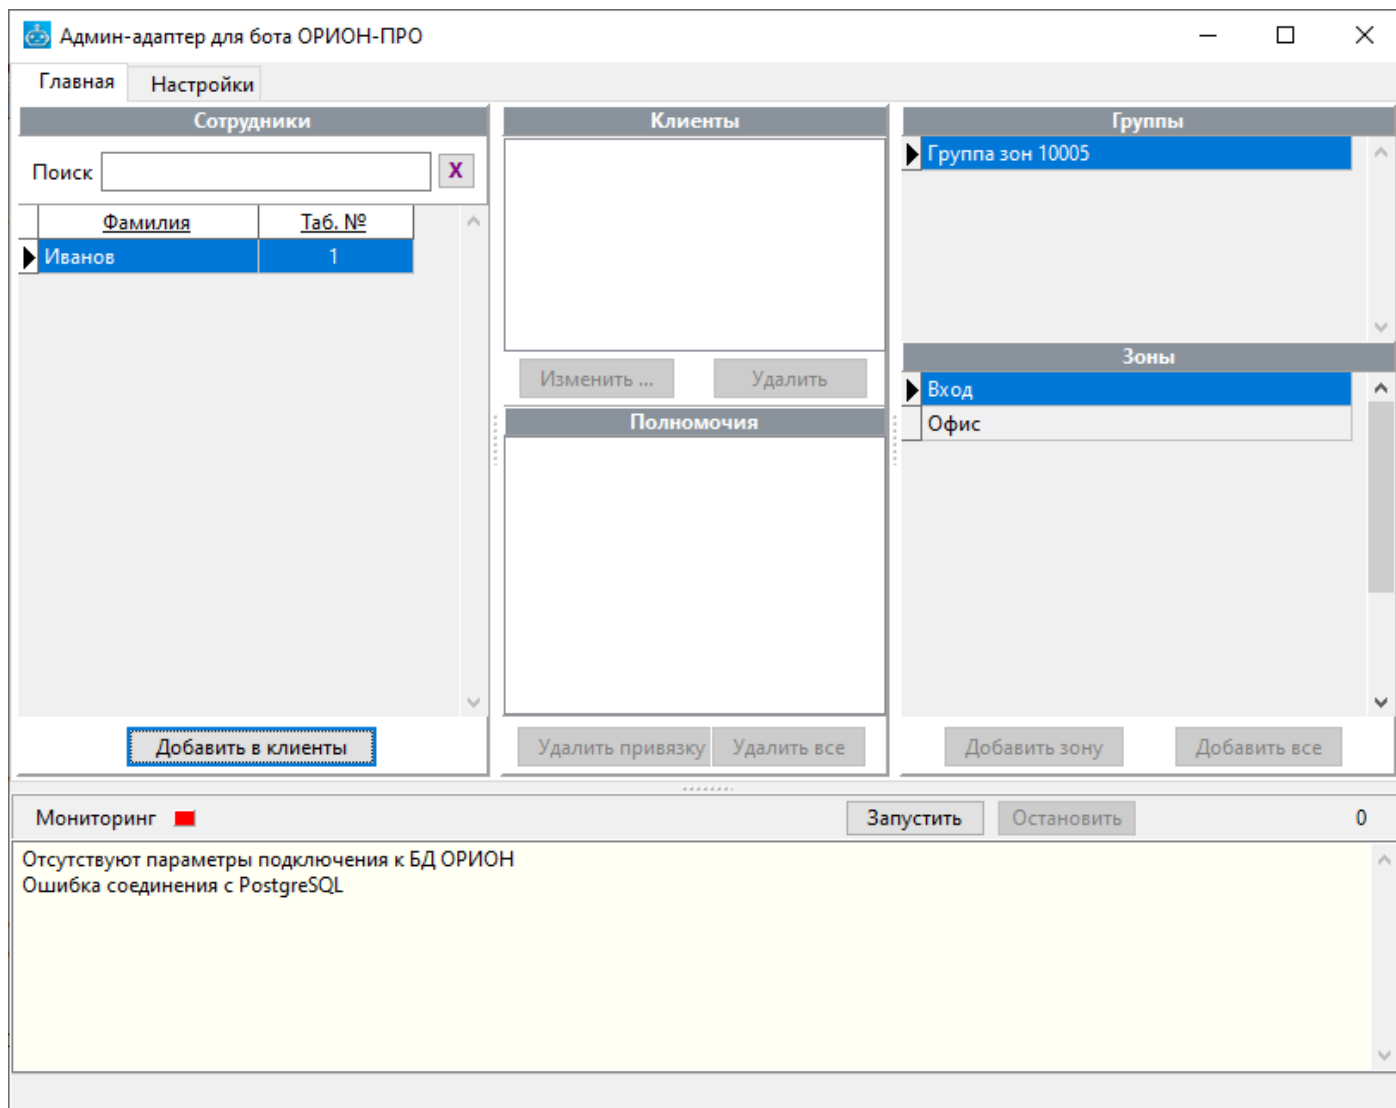 Админ-адаптер для бота ОРИОН-ПРО
Главная Настройки
Сотрудники
Поиск X
Фамилия Таб. №
Иванов 1
Добавить в клиенты
Клиенты
Изменить ... Удалить
Полномочия
Удалить привязку Удалить все
Группы
Группа зон 10005
Зоны
Вход
Офис
Добавить зону Добавить все
Мониторинг Запустить Остановить 0
Отсутствуют параметры подключения к БД ОРИОН
Ошибка соединения с PostgreSQL